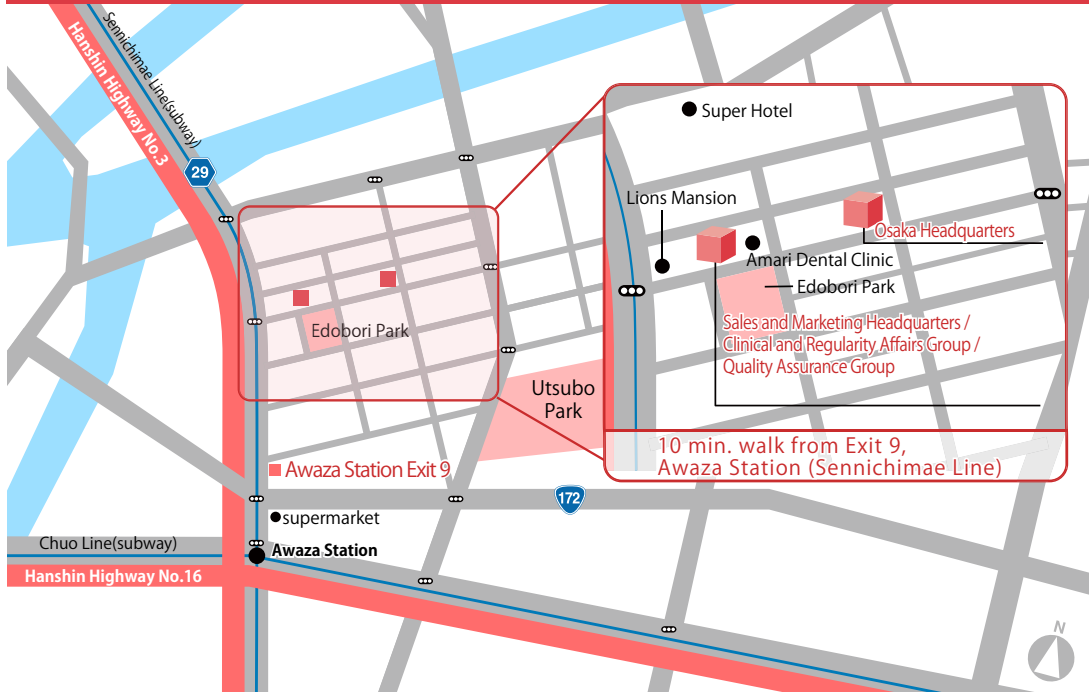 Sennichimae Line(subway)
Hanshin Highway No.3
29
Super Hotel
Lions Mansion
Osaka Headquarters
Amari Dental Clinic
Edobori Park
Edobori Park
Sales and Marketing Headquarters /
Clinical and Regularity Affairs Group /
Quality Assurance Group
Utsubo
Park
10 min. walk from Exit 9,
Awaza Station (Sennichimae Line)
Awaza Station Exit 9
172
supermarket
Chuo Line(subway)
Awaza Station
Hanshin Highway No.16
N